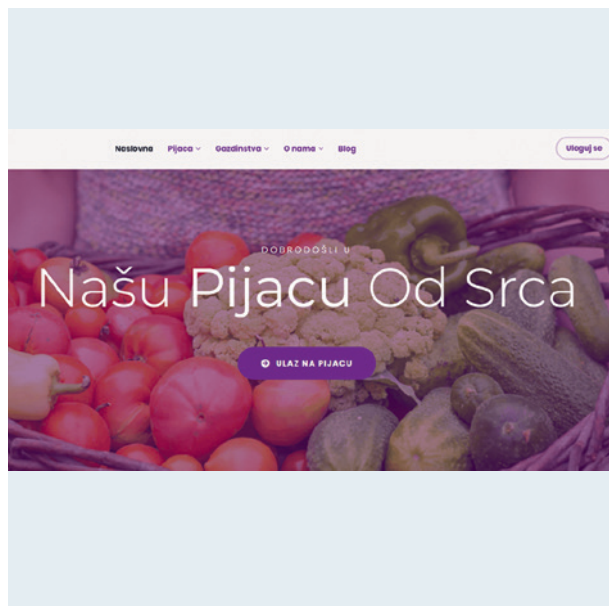 Naslovna Pijaca Gazdinstva O nama Blog Uloguj se
DOBRODOŠLI U
Našu Pijacu Od Srca
ULAZ NA PIJACU